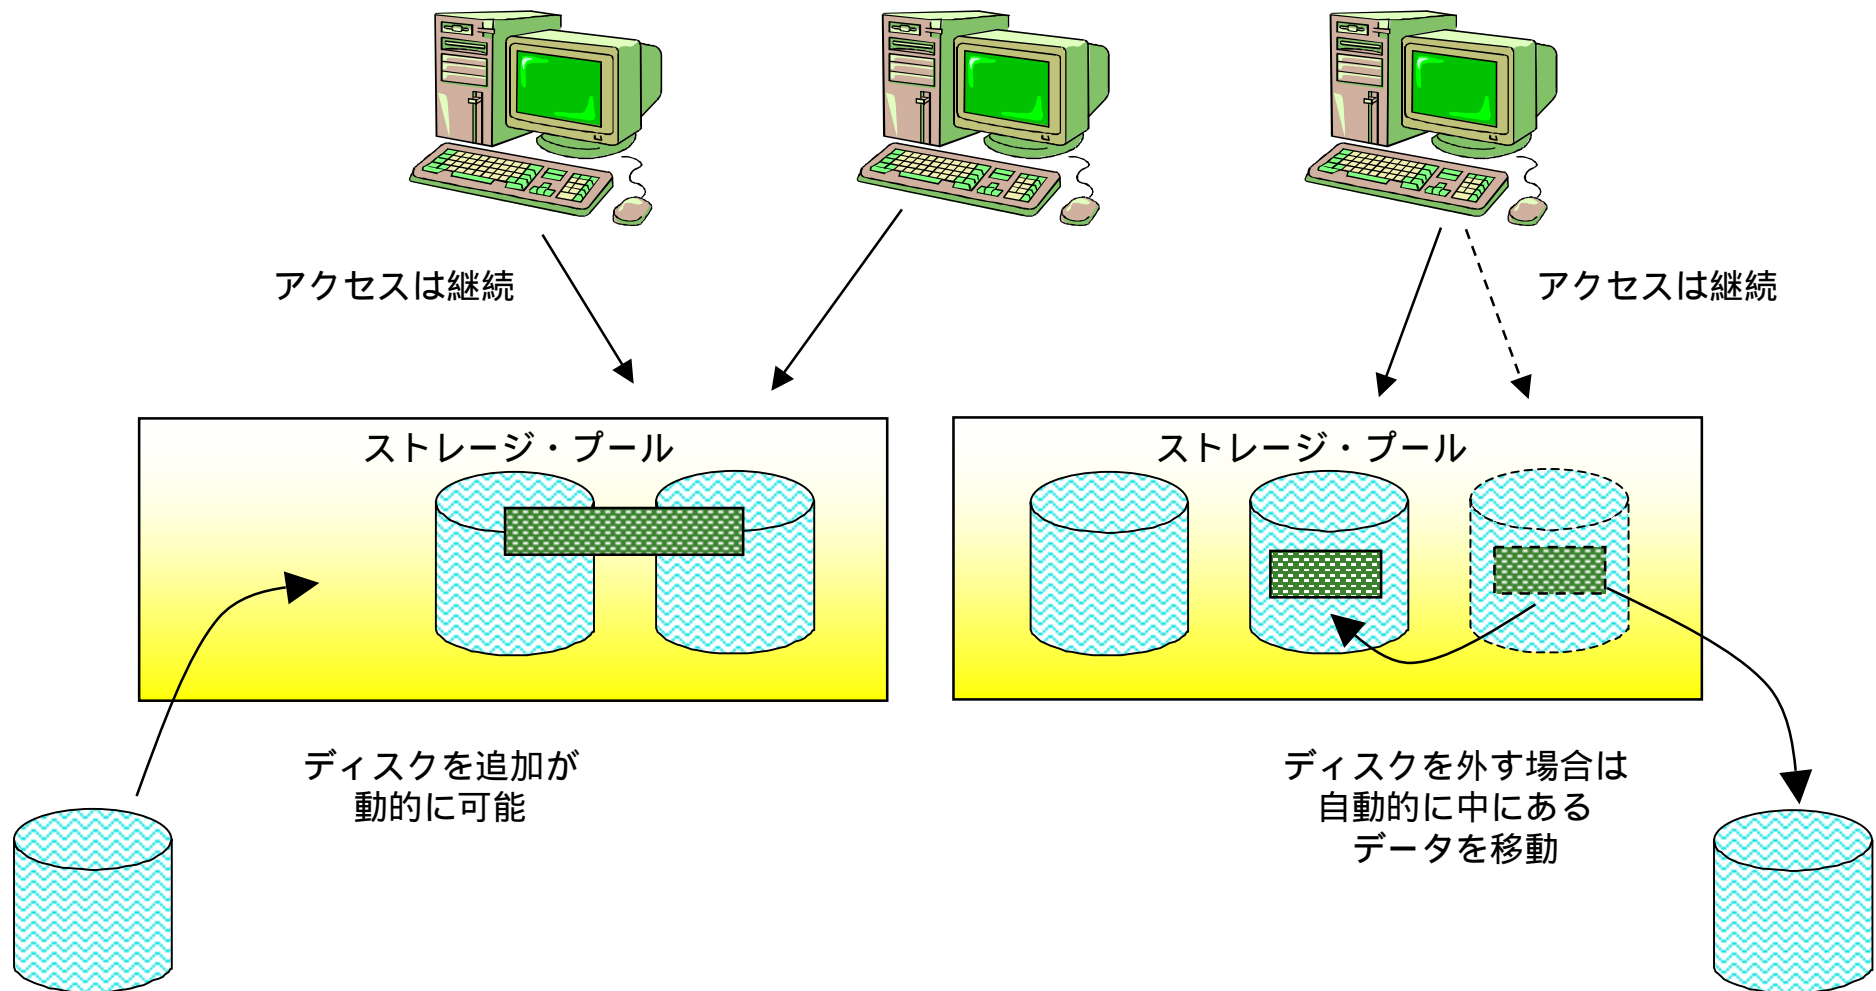 アクセスは継続
アクセスは継続
ストレージ・プール
ストレージ・プール
ディスクを追加が
動的に可能
ディスクを外す場合は
自動的に中にある
データを移動